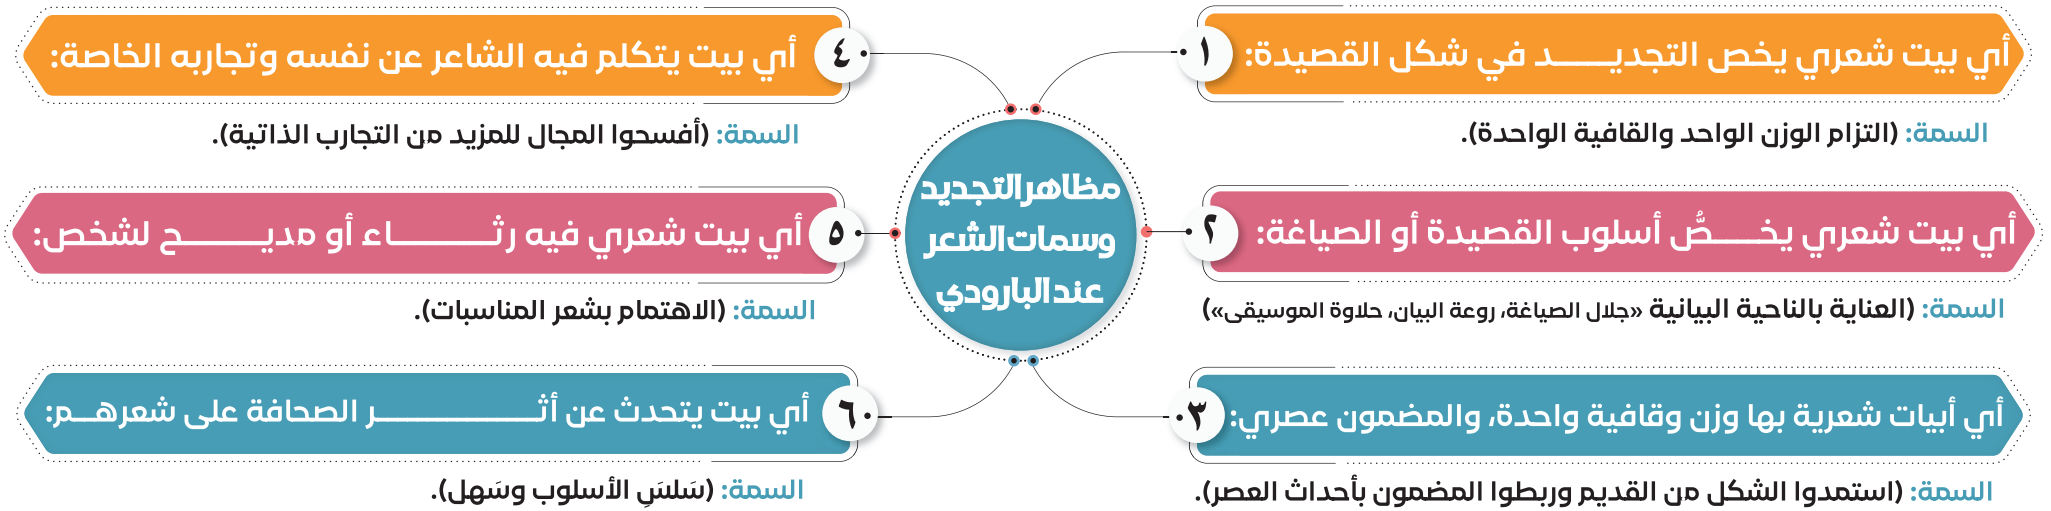 مظاهر التجديد
وسمات الشعر
عند البارودي
١
أي بيت شعري يخص التجديـــــد في شكل القصيدة:
السمة: (التزام الوزن الواحد والقافية الواحدة).
٢
أي بيت شعري يخـــــصُّ أسلوب القصيدة أو الصياغة:
السمة: (العناية بالناحية البيانية «جلال الصياغة، روعة البيان، حلاوة الموسيقى»)
٣
أي أبيات شعرية بها وزن وقافية واحدة، والمضمون عصري:
السمة: (استمدوا الشكل من القديم وربطوا المضمون بأحداث العصر).
٤
أي بيت يتكلم فيه الشاعر عن نفسه وتجاربه الخاصة:
السمة: (أفسحوا المجال للمزيد من التجارب الذاتية).
٥
أي بيت شعري فيه رثـــــــــاء أو مديـــــــــح لشخص:
السمة: (الاهتمام بشعر المناسبات).
٦
أي بيت يتحدث عن أثـــــــــــــــر الصحافة على شعرهـــم:
السمة: (سَلسَِ الأسلوب وسَهل).